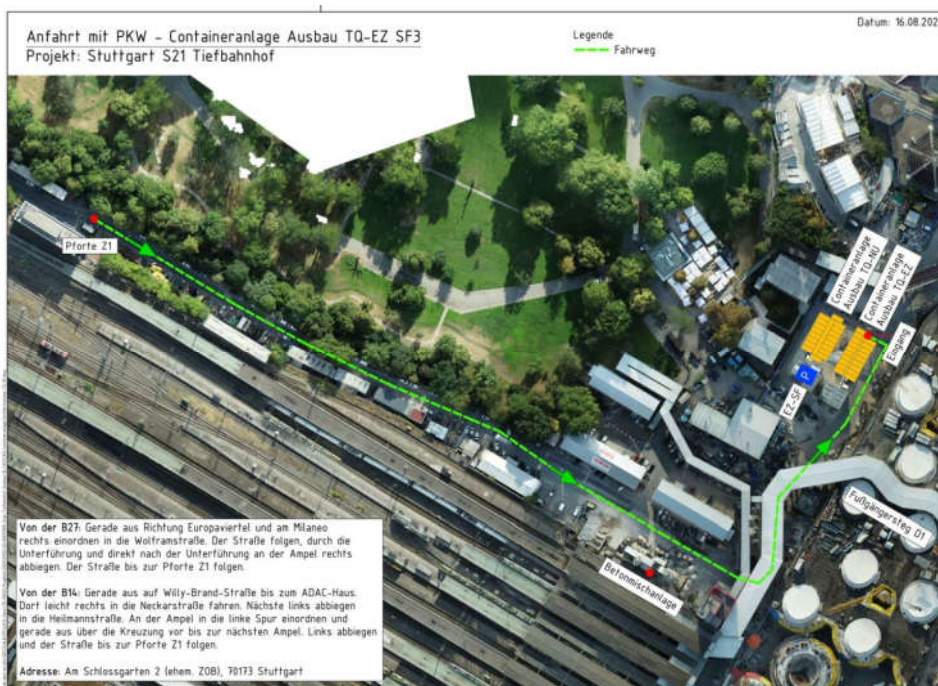 Anfahrt mit PKW - Containeranlage Ausbau TQ-EZ SF3
Projekt: Stuttgart S21 Tiefbahnhof
Legende
Fahrweg
Datum: 16.08.202
Pforte Z1
Containeranlage
Ausbau TQ-NU
Containeranlage
Ausbau TQ-EZ
Eingang
P
EZ-SF
Fußgängersteg D1
Betonmischanlage
Von der B27: Gerade aus Richtung Europaviertel und am Milaneo
rechts einordnen in die Wolframstraße. Der Straße folgen, durch die
Unterführung und direkt nach der Unterführung an der Ampel rechts
abbiegen. Der Straße bis zur Pforte Z1 folgen.
Von der B14: Gerade aus auf Willy-Brand-Straße bis zum ADAC-Haus.
Dort leicht rechts in die Neckarstraße fahren. Nächste links abbiegen
in die Heilmannstraße. An der Ampel in die linke Spur einordnen und
gerade aus über die Kreuzung vor bis zur nächsten Ampel. Links abbiegen
und der Straße bis zur Pforte Z1 folgen.
Adresse: Am Schlossgarten 2 (ehem. ZOB), 70173 Stuttgart